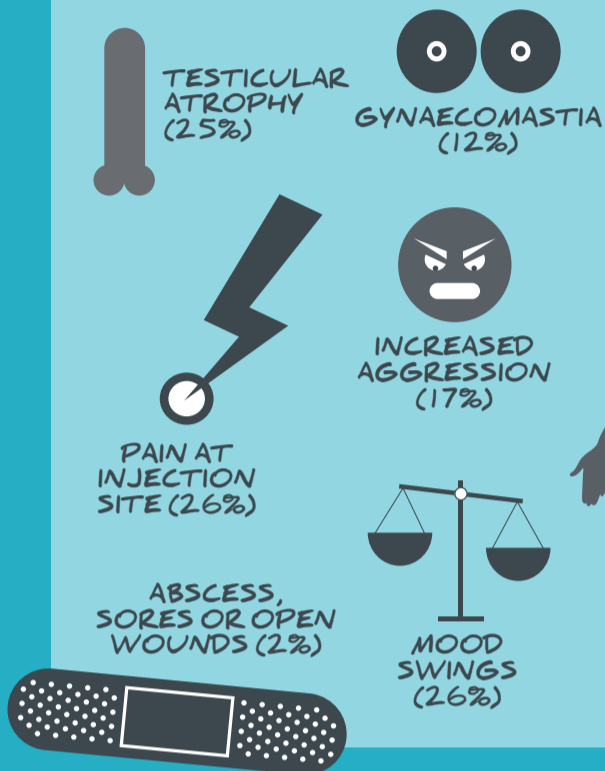 TESTICULAR
ATROPHY
(25%)
GYNAECOMASTIA
(12%)
INCREASED
AGGRESSION
(17%)
PAIN AT
INJECTION
SITE (26%)
ABSCESS,
SORES OR OPEN
WOUNDS (2%)
MOOD
SWINGS
(26%)